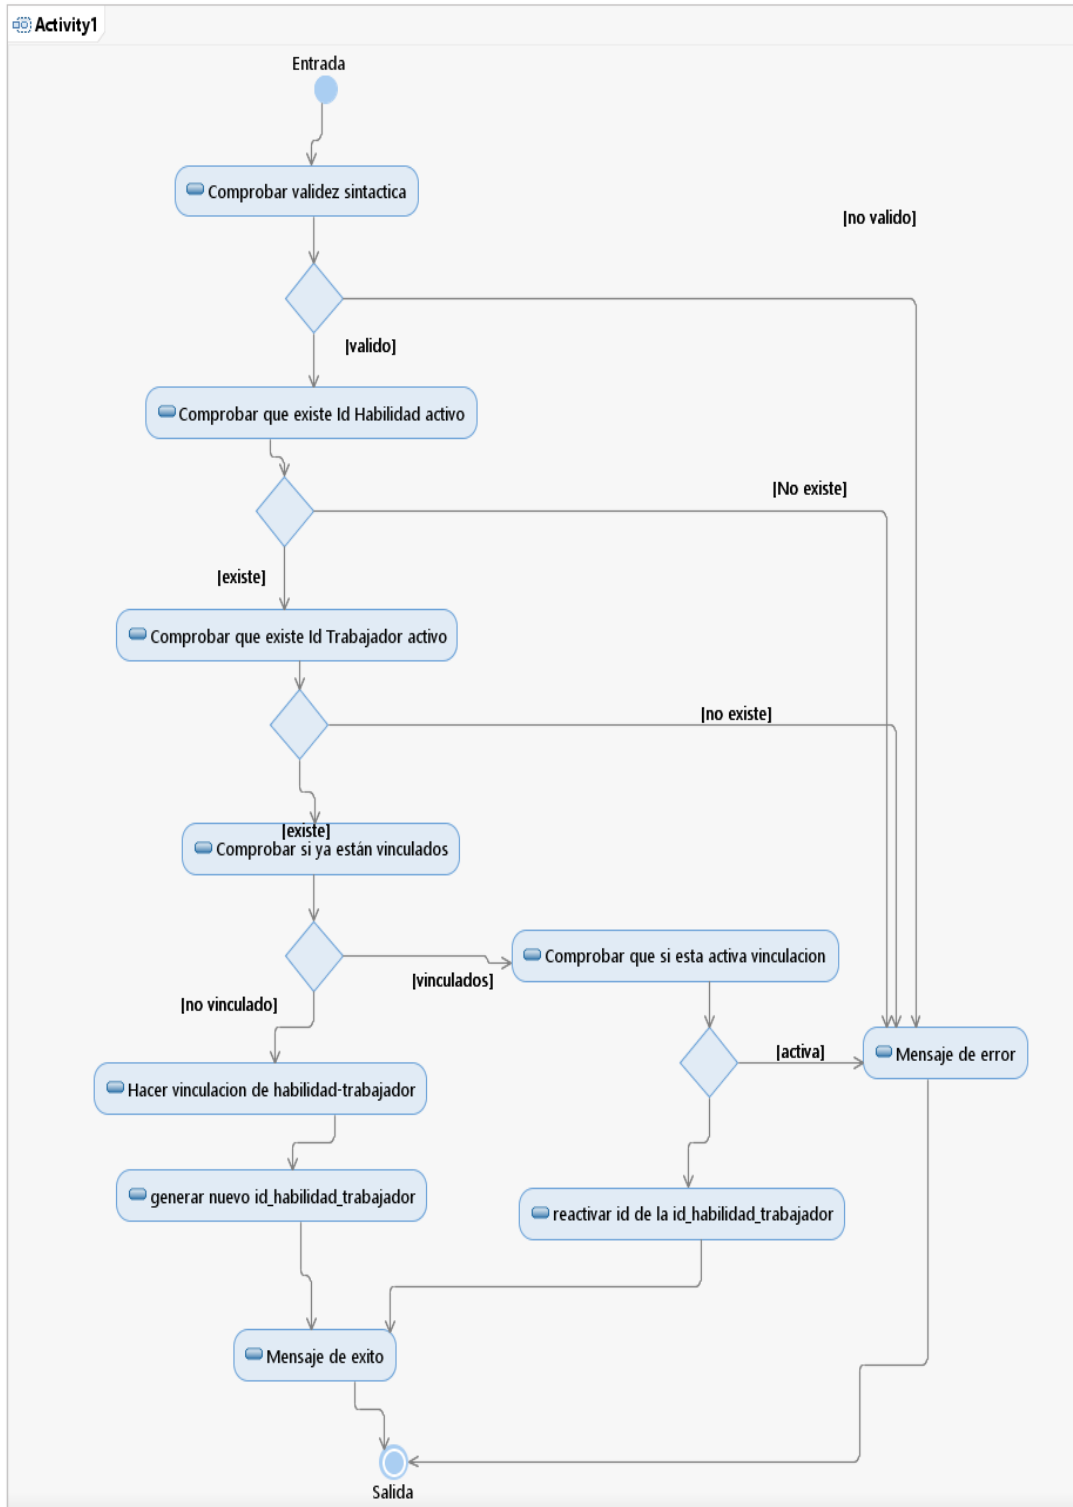 Activity1
Entrada
Comprobar validez sintactica
[no valido]
[valido]
Comprobar que existe Id Habilidad activo
[No existe]
[existe]
Comprobar que existe Id Trabajador activo
[no existe]
[existe]
Comprobar si ya están vinculados
Comprobar que si esta activa vinculacion
[vinculados]
[no vinculado]
[activa]
Mensaje de error
Hacer vinculacion de habilidad-trabajador
generar nuevo id_habilidad_trabajador
reactivar id de la id_habilidad_trabajador
Mensaje de exito
Salida